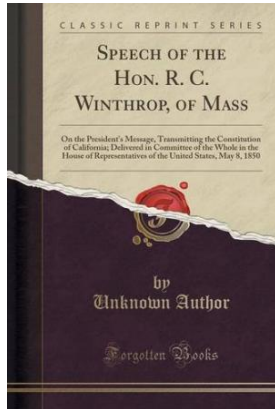 CLASSIC REPRINT SERIES
SPEECH OF THE
HON. R. C.
WINTHROP, OF MASS
On the President's Message, Transmitting the Constitution
of California; Delivered in Committee of the Whole in the
House of Representatives of the United States, May 8, 1850
by
Unknown Author
Forgotten Books